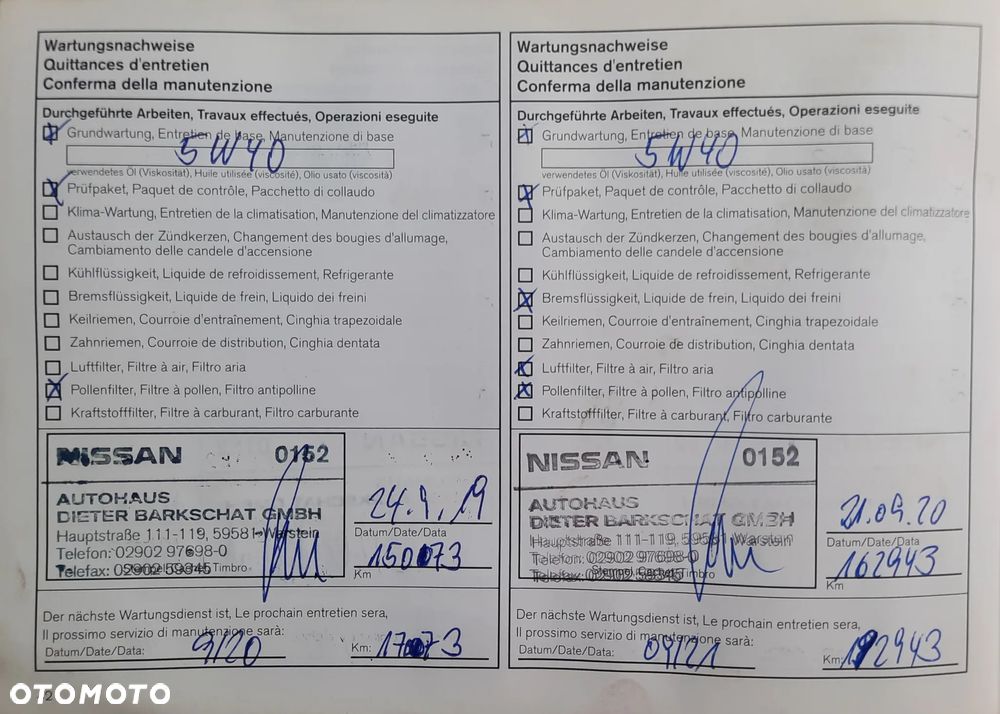 Wartungsnachweise
Quittances d'entretien
Conferma della manutenzione
Durchgeführte Arbeiten, Travaux effectués, Operazioni eseguite
Grundwartung, Entretien de base, Manutenzione di base
5W40
verwendetes Öl (Viskosität), Huile utilisée (viscosité), Olio usato (viscosità)
Prüfpaket, Paquet de contrôle, Pacchetto di collaudo
Klima-Wartung, Entretien de la climatisation, Manutenzione del climatizzatore
Austausch der Zündkerzen, Changement des bougies d'allumage,
Cambiamento delle candele d'accensione
Kühlflüssigkeit, Liquide de refroidissement, Refrigerante
Bremsflüssigkeit, Liquide de frein, Liquido dei freini
Keilriemen, Courroie d'entraînement, Cinghia trapezoidale
Zahnriemen, Courroie de distribution, Cinghia dentata
Luftfilter, Filtre à air, Filtro aria
Pollenfilter, Filtre à pollen, Filtro antipolline
Kraftstofffilter, Filtre à carburant, Filtro carburante
NISSAN 0152
AUTOHAUS
DIETER BARKSCHAT GMBH
Hauptstraße 111-119, 59581 Warstein
Telefon: 02902 97698-0
Telefax: 02902 59345
24.9.19
Datum/Date/Data
150073
Km
Der nächste Wartungsdienst ist, Le prochain entretien sera,
Il prossimo servizio di manutenzione sarà:
Datum/Date/Data: 9/20 Km: 170073
Wartungsnachweise
Quittances d'entretien
Conferma della manutenzione
Durchgeführte Arbeiten, Travaux effectués, Operazioni eseguite
Grundwartung, Entretien de base, Manutenzione di base
5W40
verwendetes Öl (Viskosität), Huile utilisée (viscosité), Olio usato (viscosità)
Prüfpaket, Paquet de contrôle, Pacchetto di collaudo
Klima-Wartung, Entretien de la climatisation, Manutenzione del climatizzatore
Austausch der Zündkerzen, Changement des bougies d'allumage,
Cambiamento delle candele d'accensione
Kühlflüssigkeit, Liquide de refroidissement, Refrigerante
Bremsflüssigkeit, Liquide de frein, Liquido dei freini
Keilriemen, Courroie d'entraînement, Cinghia trapezoidale
Zahnriemen, Courroie de distribution, Cinghia dentata
Luftfilter, Filtre à air, Filtro aria
Pollenfilter, Filtre à pollen, Filtro antipolline
Kraftstofffilter, Filtre à carburant, Filtro carburante
NISSAN 0152
AUTOHAUS
DIETER BARKSCHAT GMBH
Hauptstraße 111-119, 59581 Warstein
Telefon: 02902 97698-0
Stempel, Cachet, Timbro
Telefax: 02902 59345
21.09.20
Datum/Date/Data
162943
Km
Der nächste Wartungsdienst ist, Le prochain entretien sera,
Il prossimo servizio di manutenzione sarà:
Datum/Date/Data: 09/21 Km:
OTOMOTO